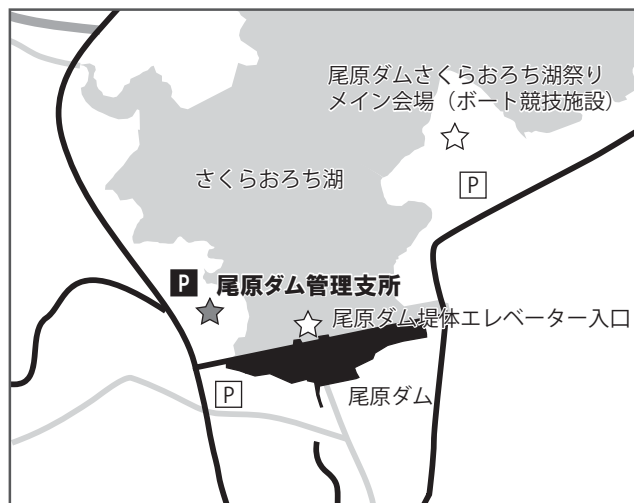 尾原ダムさくらおろち湖祭り
メイン会場（ボート競技施設）
P
さくらおろち湖
P
尾原ダム管理支所
尾原ダム堤体エレベーター入口
P
尾原ダム